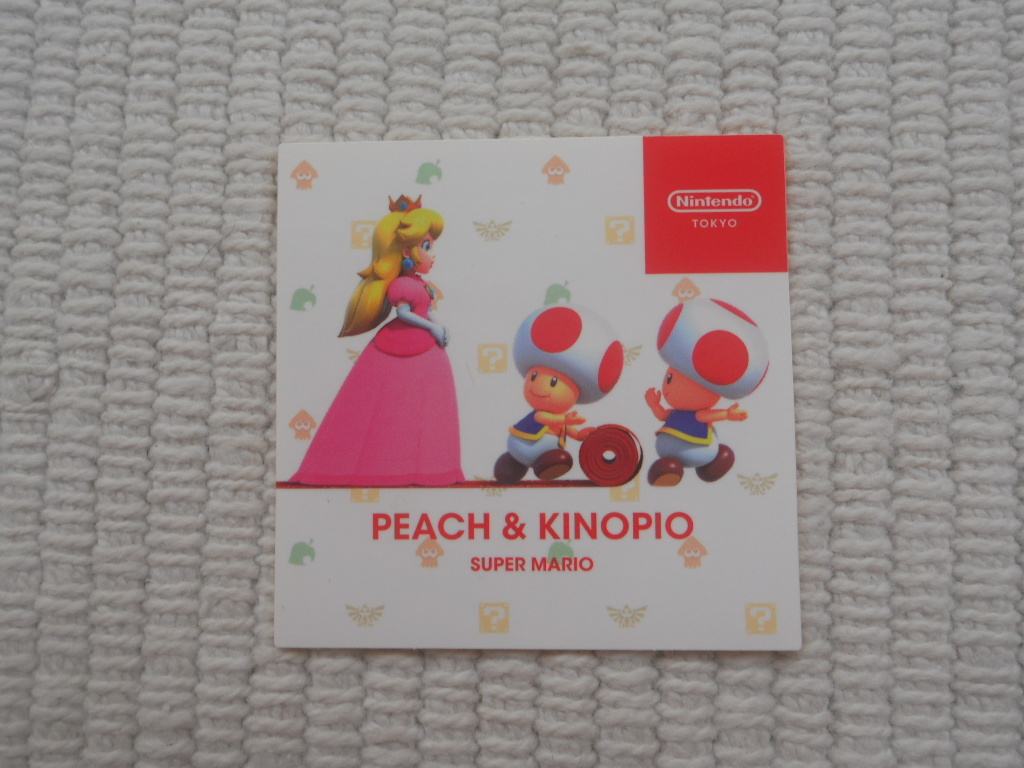 Nintendo
TOKYO
PEACH & KINOPIO
SUPER MARIO